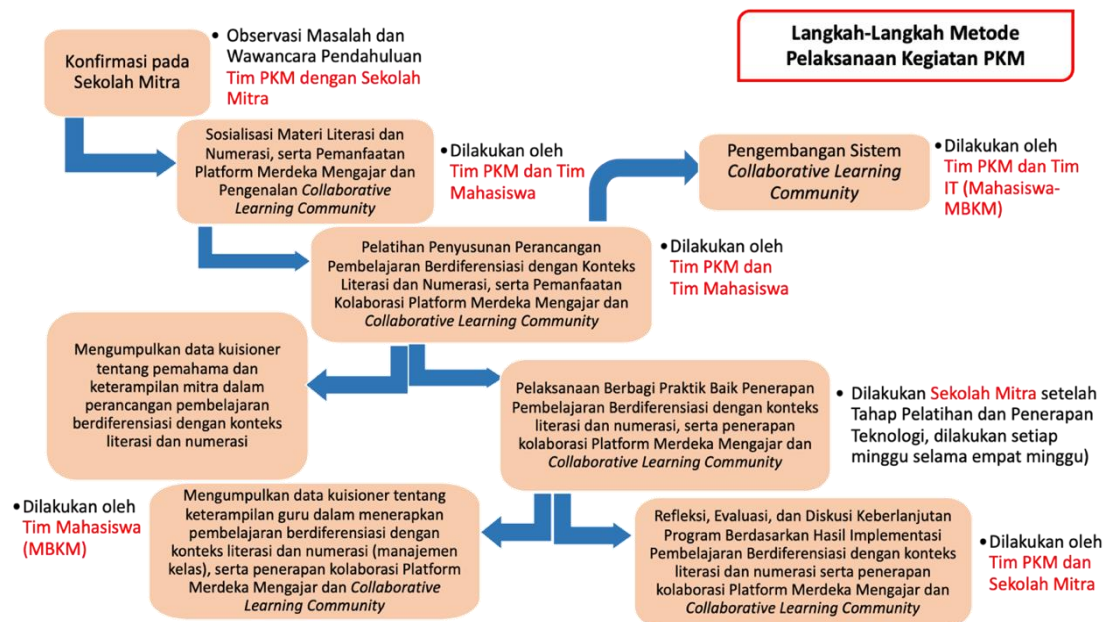 Langkah-Langkah Metode
Pelaksanaan Kegiatan PKM
Konfirmasi pada
Sekolah Mitra
• Observasi Masalah dan
Wawancara Pendahuluan
Tim PKM dengan Sekolah
Mitra
Sosialisasi Materi Literasi dan
Numerasi, serta Pemanfaatan
Platform Merdeka Mengajar dan
Pengenalan Collaborative
Learning Community
• Dilakukan oleh
Tim PKM dan Tim
Mahasiswa
Pengembangan Sistem
Collaborative Learning
Community
• Dilakukan oleh
Tim PKM dan Tim
IT (Mahasiswa-
MBKM)
Pelatihan Penyusunan Perancangan
Pembelajaran Berdiferensiasi dengan Konteks
Literasi dan Numerasi, serta Pemanfaatan
Kolaborasi Platform Merdeka Mengajar dan
Collaborative Learning Community
• Dilakukan oleh
Tim PKM dan
Tim Mahasiswa
Mengumpulkan data kuisioner
tentang pemahama dan
keterampilan mitra dalam
perancangan pembelajaran
berdiferensiasi dengan konteks
literasi dan numerasi
Pelaksanaan Berbagi Praktik Baik Penerapan
Pembelajaran Berdiferensiasi dengan konteks
literasi dan numerasi, serta penerapan
kolaborasi Platform Merdeka Mengajar dan
Collaborative Learning Community
• Dilakukan Sekolah Mitra setelah
Tahap Pelatihan dan Penerapan
Teknologi, dilakukan setiap
minggu selama empat minggu)
• Dilakukan oleh
Tim Mahasiswa
(MBKM)
Mengumpulkan data kuisioner tentang
keterampilan guru dalam menerapkan
pembelajaran berdiferensiasi dengan
konteks literasi dan numerasi (manajemen
kelas), serta penerapan kolaborasi Platform
Merdeka Mengajar dan Collaborative
Learning Community
Refleksi, Evaluasi, dan Diskusi Keberlanjutan
Program Berdasarkan Hasil Implementasi
Pembelajaran Berdiferensiasi dengan konteks
literasi dan numerasi serta penerapan
kolaborasi Platform Merdeka Mengajar dan
Collaborative Learning Community
• Dilakukan oleh
Tim PKM dan
Sekolah Mitra